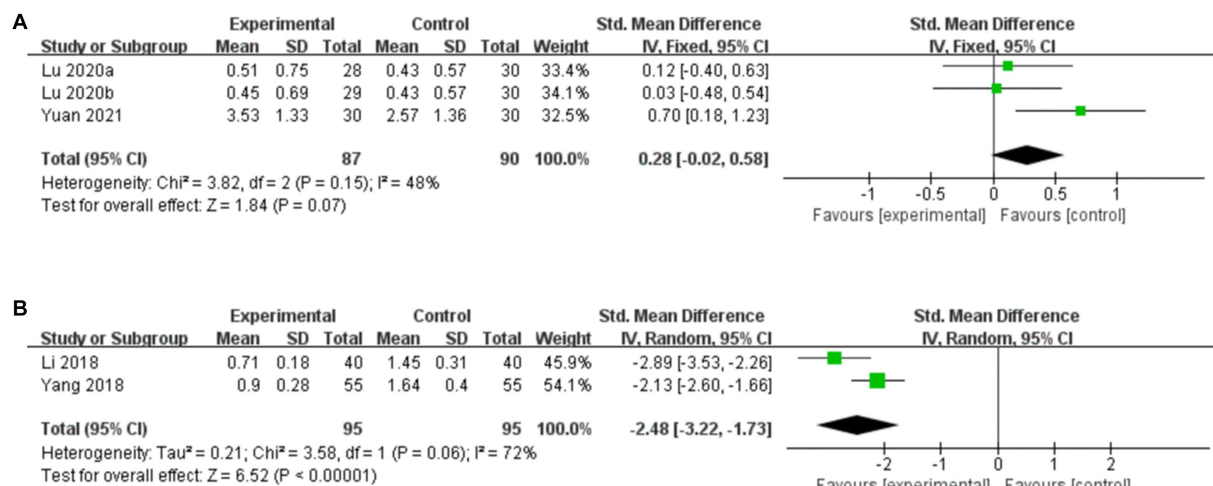 A
Experimental Control Std. Mean Difference Std. Mean Difference
Study or Subgroup Mean SD Total Mean SD Total Weight IV, Fixed, 95% CI IV, Fixed, 95% CI
Lu 2020a 0.51 0.75 28 0.43 0.57 30 33.4% 0.12 [-0.40, 0.63]
Lu 2020b 0.45 0.69 29 0.43 0.57 30 34.1% 0.03 [-0.48, 0.54]
Yuan 2021 3.53 1.33 30 2.57 1.36 30 32.5% 0.70 [0.18, 1.23]
Total (95% CI) 87 90 100.0% 0.28 [-0.02, 0.58]
Heterogeneity: Chi² = 3.82, df = 2 (P = 0.15); I² = 48%
Test for overall effect: Z = 1.84 (P = 0.07)
-1 -0.5 0 0.5 1
Favours [experimental] Favours [control]
B
Experimental Control Std. Mean Difference Std. Mean Difference
Study or Subgroup Mean SD Total Mean SD Total Weight IV, Random, 95% CI IV, Random, 95% CI
Li 2018 0.71 0.18 40 1.45 0.31 40 45.9% -2.89 [-3.53, -2.26]
Yang 2018 0.9 0.28 55 1.64 0.4 55 54.1% -2.13 [-2.60, -1.66]
Total (95% CI) 95 95 100.0% -2.48 [-3.22, -1.73]
Heterogeneity: Tau² = 0.21; Chi² = 3.58, df = 1 (P = 0.06); I² = 72%
Test for overall effect: Z = 6.52 (P < 0.00001)
-2 -1 0 1 2
Favours [experimental] Favours [control]